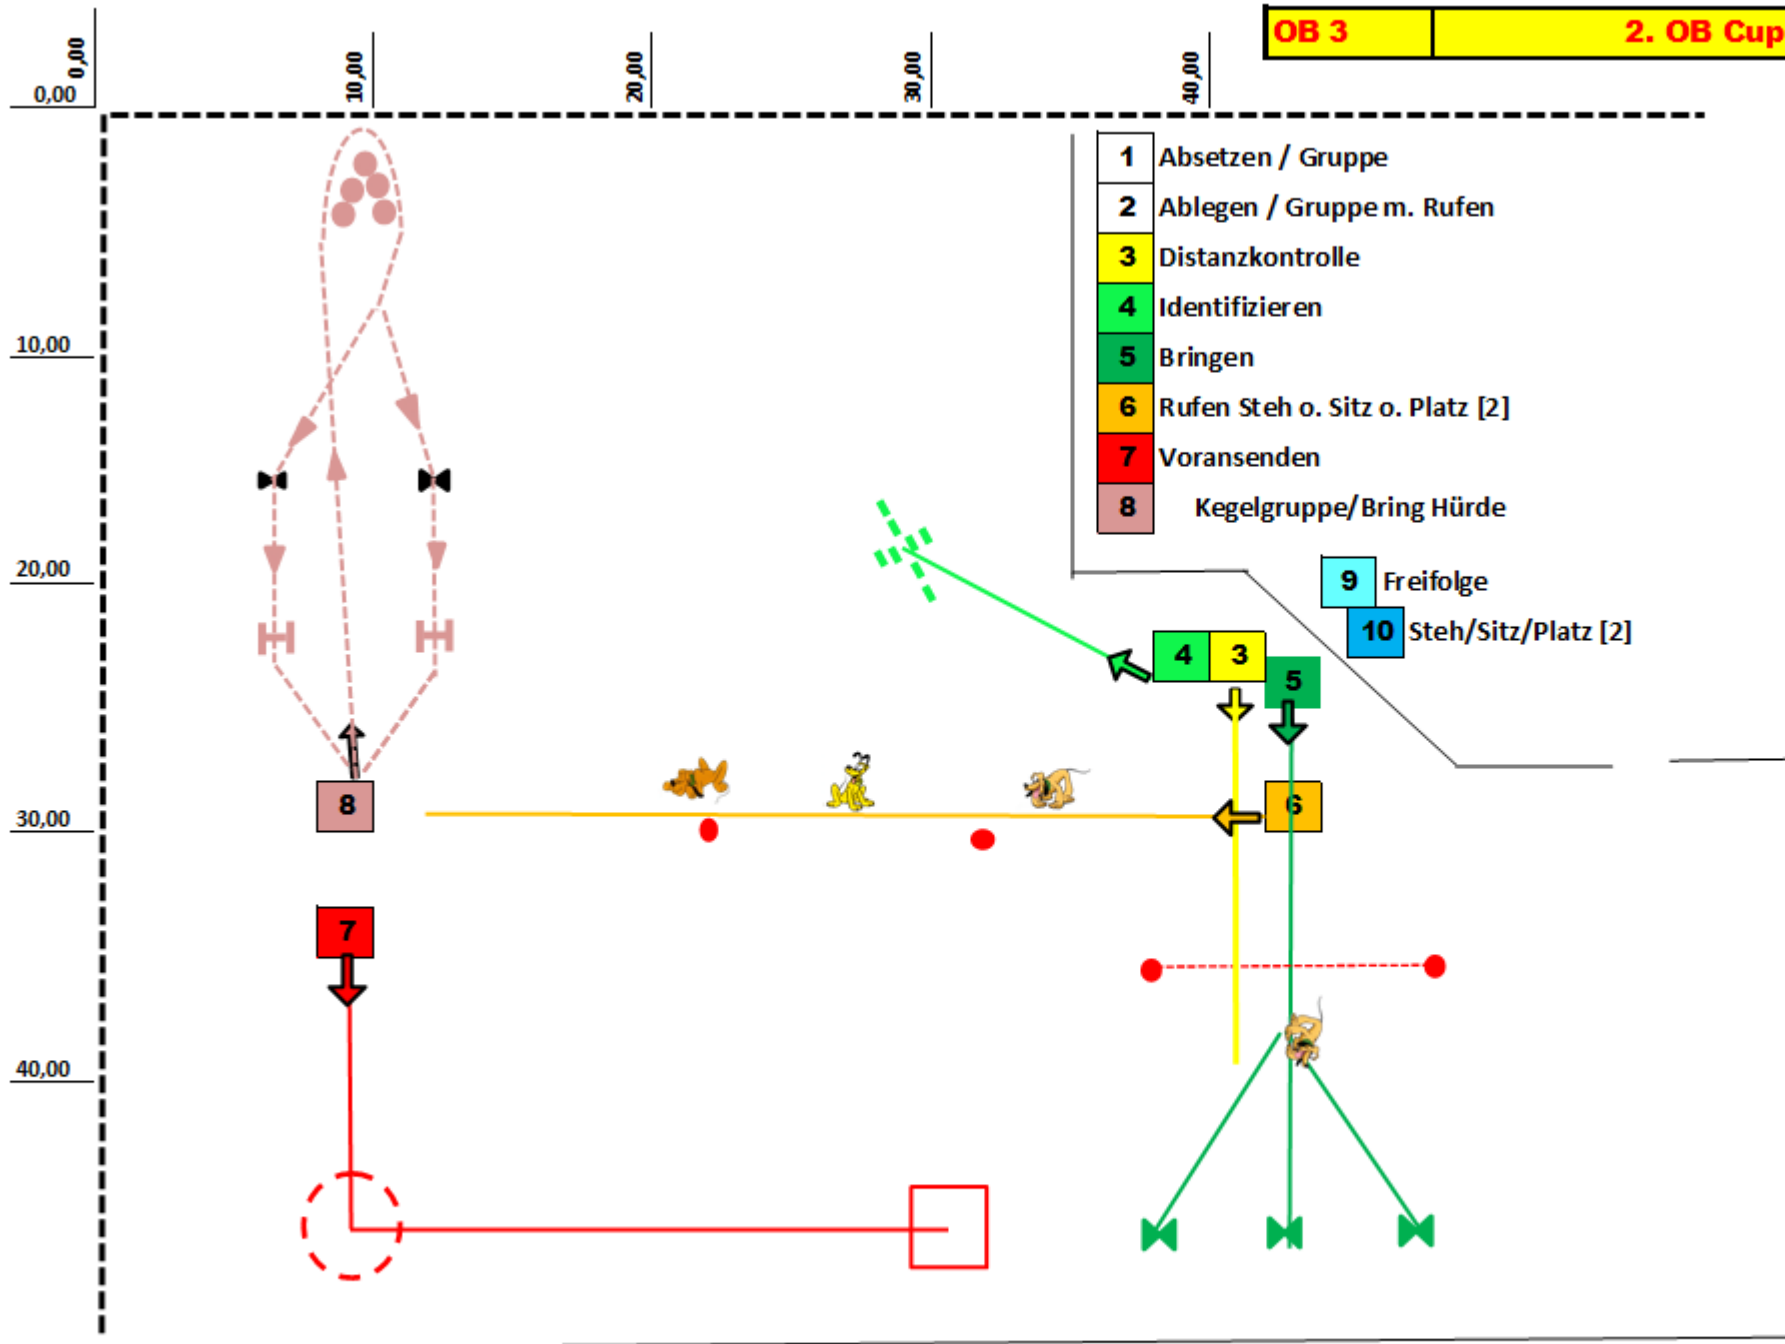 OB 3 2. OB Cup
0,00 10,00 20,00 30,00 40,00
0,00
1 Absetzen / Gruppe
2 Ablegen / Gruppe m. Rufen
3 Distanzkontrolle
4 Identifizieren
10,00
5 Bringen
6 Rufen Steh o. Sitz o. Platz [2]
7 Voransenden
8 Kegelgruppe/Bring Hürde
20,00
9 Freifolge
10 Steh/Sitz/Platz [2]
4 3
5
8
6
30,00
7
40,00